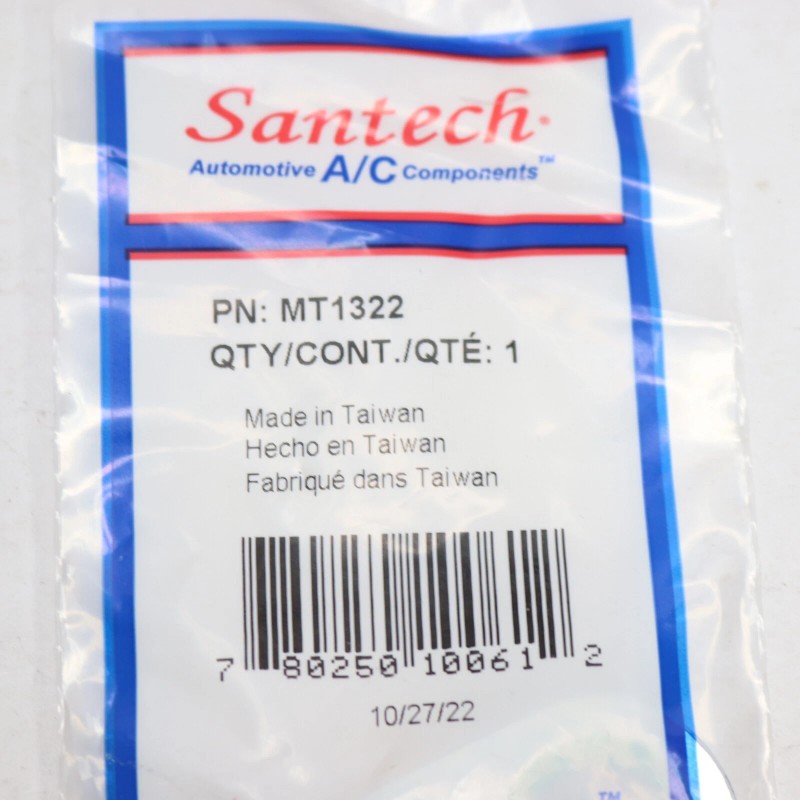 Santech
Automotive A/C Components™
PN: MT1322
QTY/CONT./QTÉ: 1
Made in Taiwan
Hecho en Taiwan
Fabriqué dans Taiwan
7 80250 10061 2
10/27/22
TM